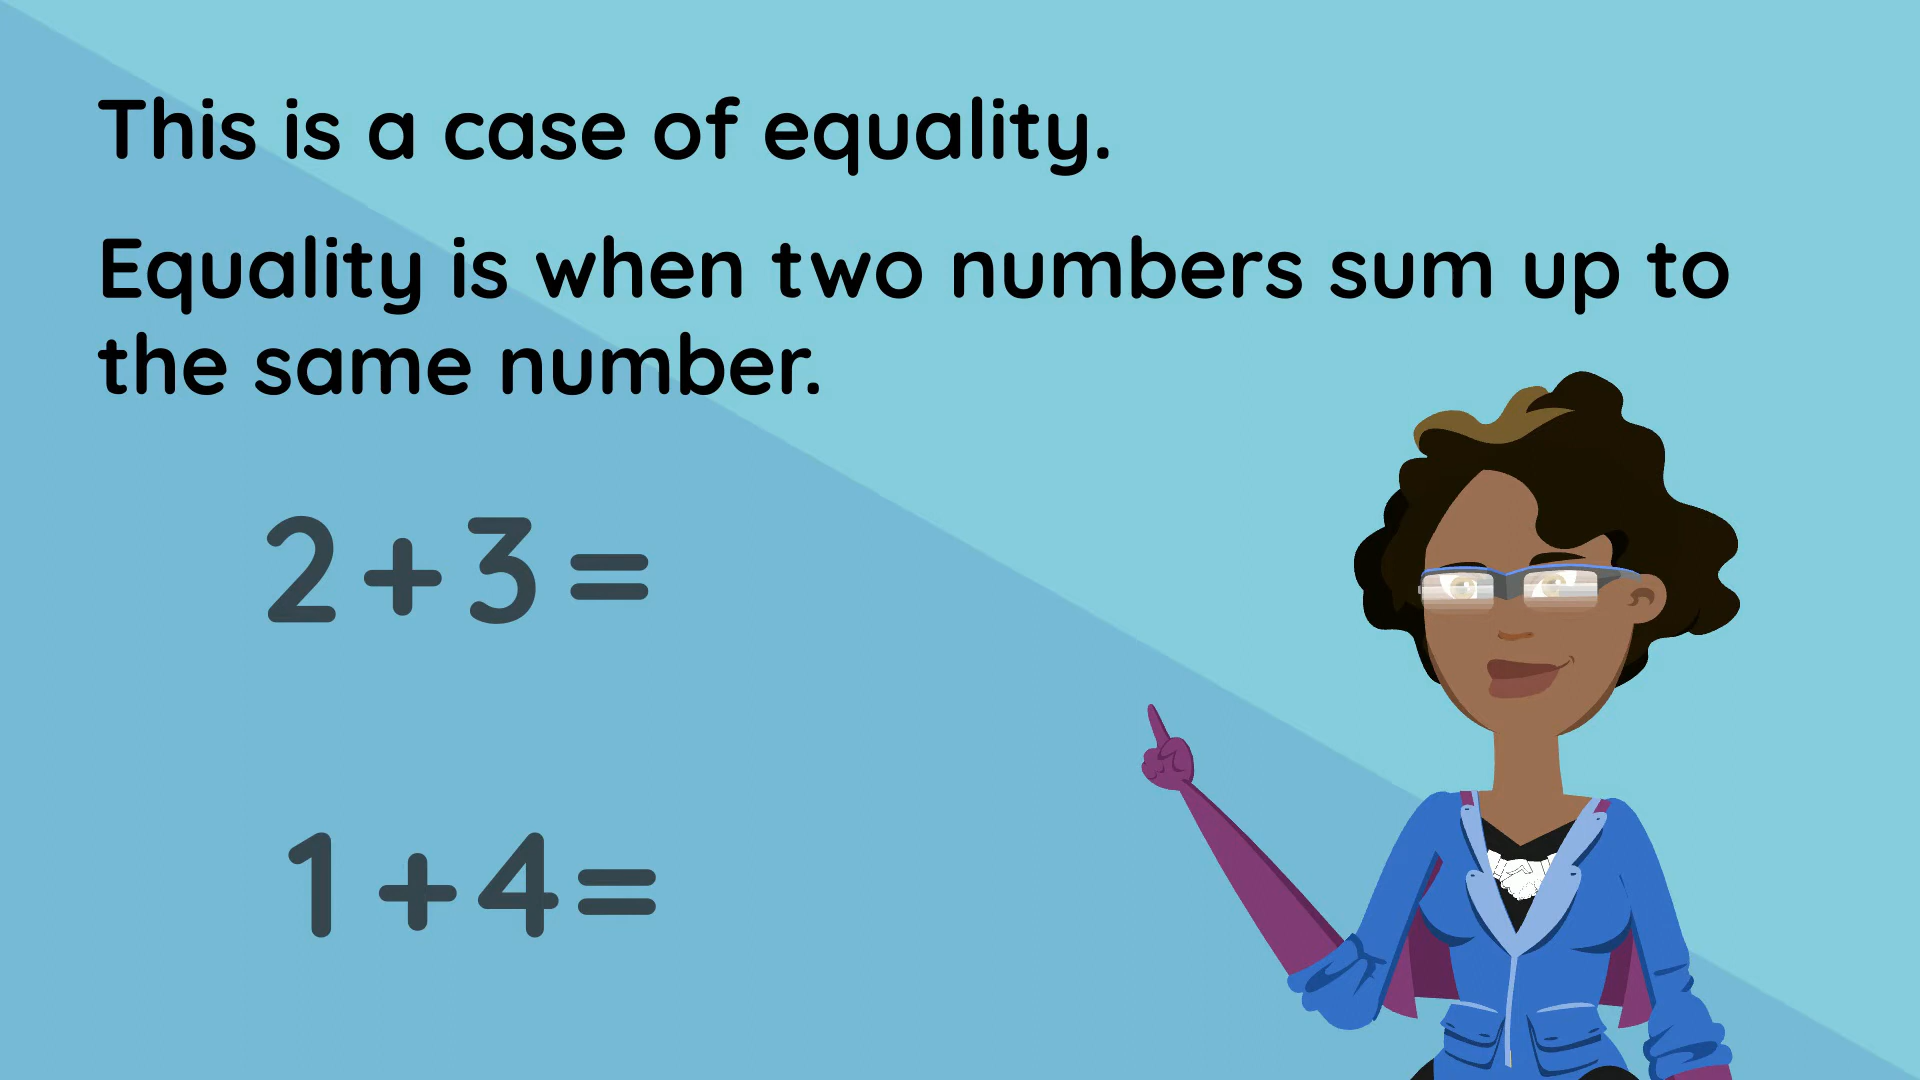 This is a case of equality.
Equality is when two numbers sum up to
the same number.
2+3=
1+4=